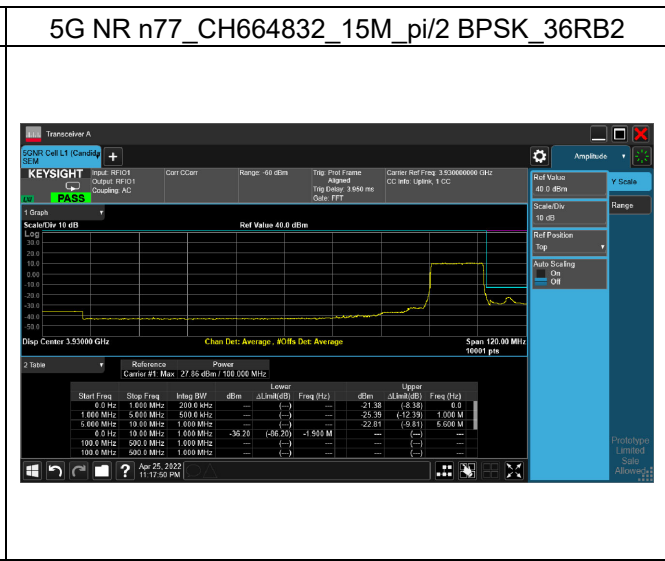 5G NR n77_CH664832_15M_pi/2 BPSK_36RB2
Transceiver A
5GNR Cell L1 (Candida
SEM
+
Amplitude
KEYSIGHT
PASS
Input: RFIO1
Output: RFIO1
Coupling: AC
Corr CCorr
Range: -60 dBm
Trig: Prot Frame
Aligned
Trig Delay: 3.950 ms
Gate: FFT
Carrier Ref Freq: 3.930000000 GHz
CC Info: Uplink, 1 CC
Ref Value
40.0 dBm
Y Scale
Scale/Div
10 dB
Range
Ref Position
Top
Auto Scaling
On
Off
1 Graph
Scale/Div 10 dB
Ref Value 40.0 dBm
Log
30.0
20.0
10.0
0.00
-10.0
-20.0
-30.0
-40.0
-50.0
Disp Center 3.93000 GHz
Chan Det: Average , #Offs Det: Average
Span 120.00 MHz
10001 pts
2 Table
Reference Power
Carrier #1: Max 27.86 dBm / 100.000 MHz
Lower Upper
Start Freq Stop Freq Integ BW dBm ΔLimit(dB) Freq (Hz) dBm ΔLimit(dB) Freq (Hz)
0.0 Hz 1.000 MHz 200.0 kHz --- (---) --- -21.38 (-8.38) 0.0
1.000 MHz 5.000 MHz 500.0 kHz --- (---) --- -25.39 (-12.39) 1.000 M
5.000 MHz 10.00 MHz 1.000 MHz --- (---) --- -22.81 (-9.81) 5.600 M
0.0 Hz 10.00 MHz 1.000 MHz -36.20 (-86.20) -1.900 M --- (---) ---
100.0 MHz 500.0 MHz 1.000 MHz --- (---) --- --- (---) ---
100.0 MHz 500.0 MHz 1.000 MHz --- (---) --- --- (---) ---
Prototype
Limited
Sale
Allowed
?
Apr 25, 2022
11:17:50 PM